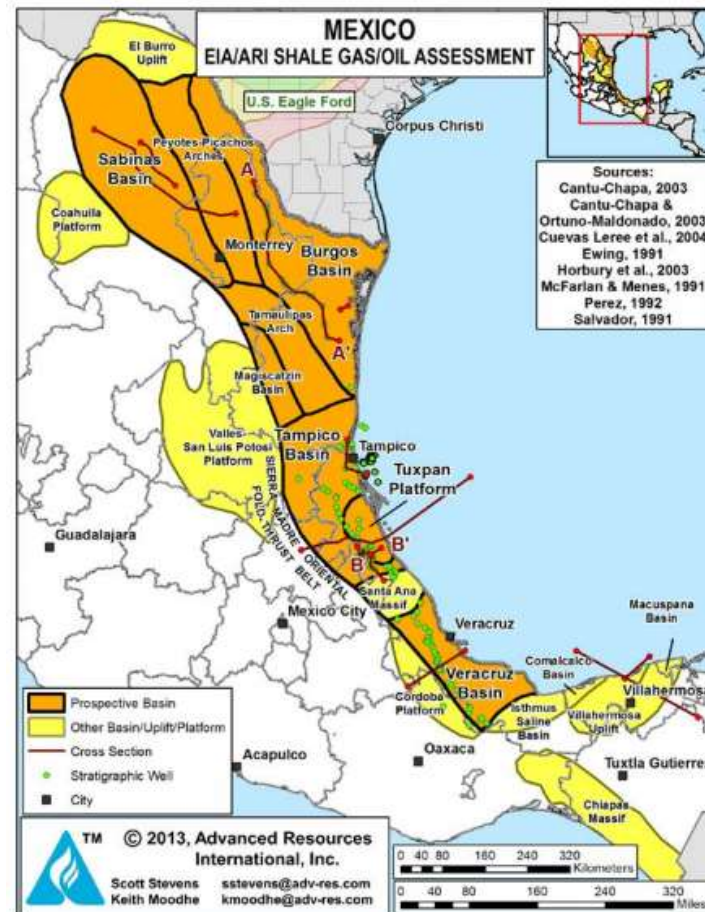 MEXICO
EIA/ARI SHALE GAS/OIL ASSESSMENT
El Burro
Uplift
U.S. Eagle Ford
Corpus Christi
Peyotes-Picachos
Arches
A
Sabinas
Basin
Sources:
Cantu-Chapa, 2003
Cantu-Chapa &
Ortuno-Maldonado, 2003
Cuevas Leree et al., 2004
Ewing, 1991
Horbury et al., 2003
McFarlan & Menes, 1991
Perez, 1992
Salvador, 1991
Coahuila
Platform
Monterrey
Burgos
Basin
Tamaulipas
Arch
A'
Magiscatzin
Basin
Valles-
San Luis Potosi
Platform
Tampico
Basin
Tampico
Tuxpan
Platform
SIERRA MADRE ORIENTAL
FOLD-THRUST BELT
Guadalajara
B
B'
Santa Ana
Massif
Mexico City
Veracruz
Macuspana
Basin
Comalcalco
Basin
Villahermosa
Veracruz
Basin
Cordoba
Platform
Isthmus
Saline
Basin
Villahermosa
Uplift
Oaxaca
Tuxtla Gutierrez
Acapulco
Chiapas
Massif
Prospective Basin
Other Basin/Uplift/Platform
Cross Section
Stratigraphic Well
City
TM
© 2013, Advanced Resources
International, Inc.
Scott Stevens sstevens@adv-res.com
Keith Moodhe kmoodhe@adv-res.com
0 40 80 160 240 320
Kilometers
0 40 80 160 240 320
Miles